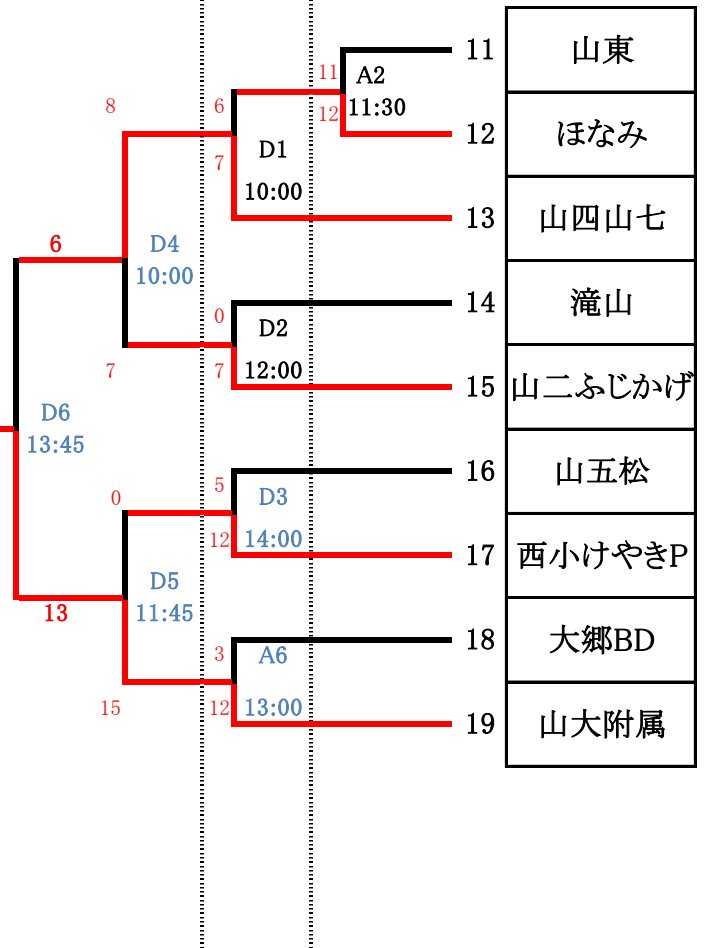 11 山東
11
A2
8
6
11:30
12
12 ほなみ
D1
7
10:00
13 山四山七
6
D4
10:00
14 滝山
0
D2
7
7
12:00
15 山二ふじかげ
D6
13:45
16 山五松
5
0
D3
12
14:00
17 西小けやきP
D5
13
11:45
18 大郷BD
3
A6
15
12
13:00
19 山大附属